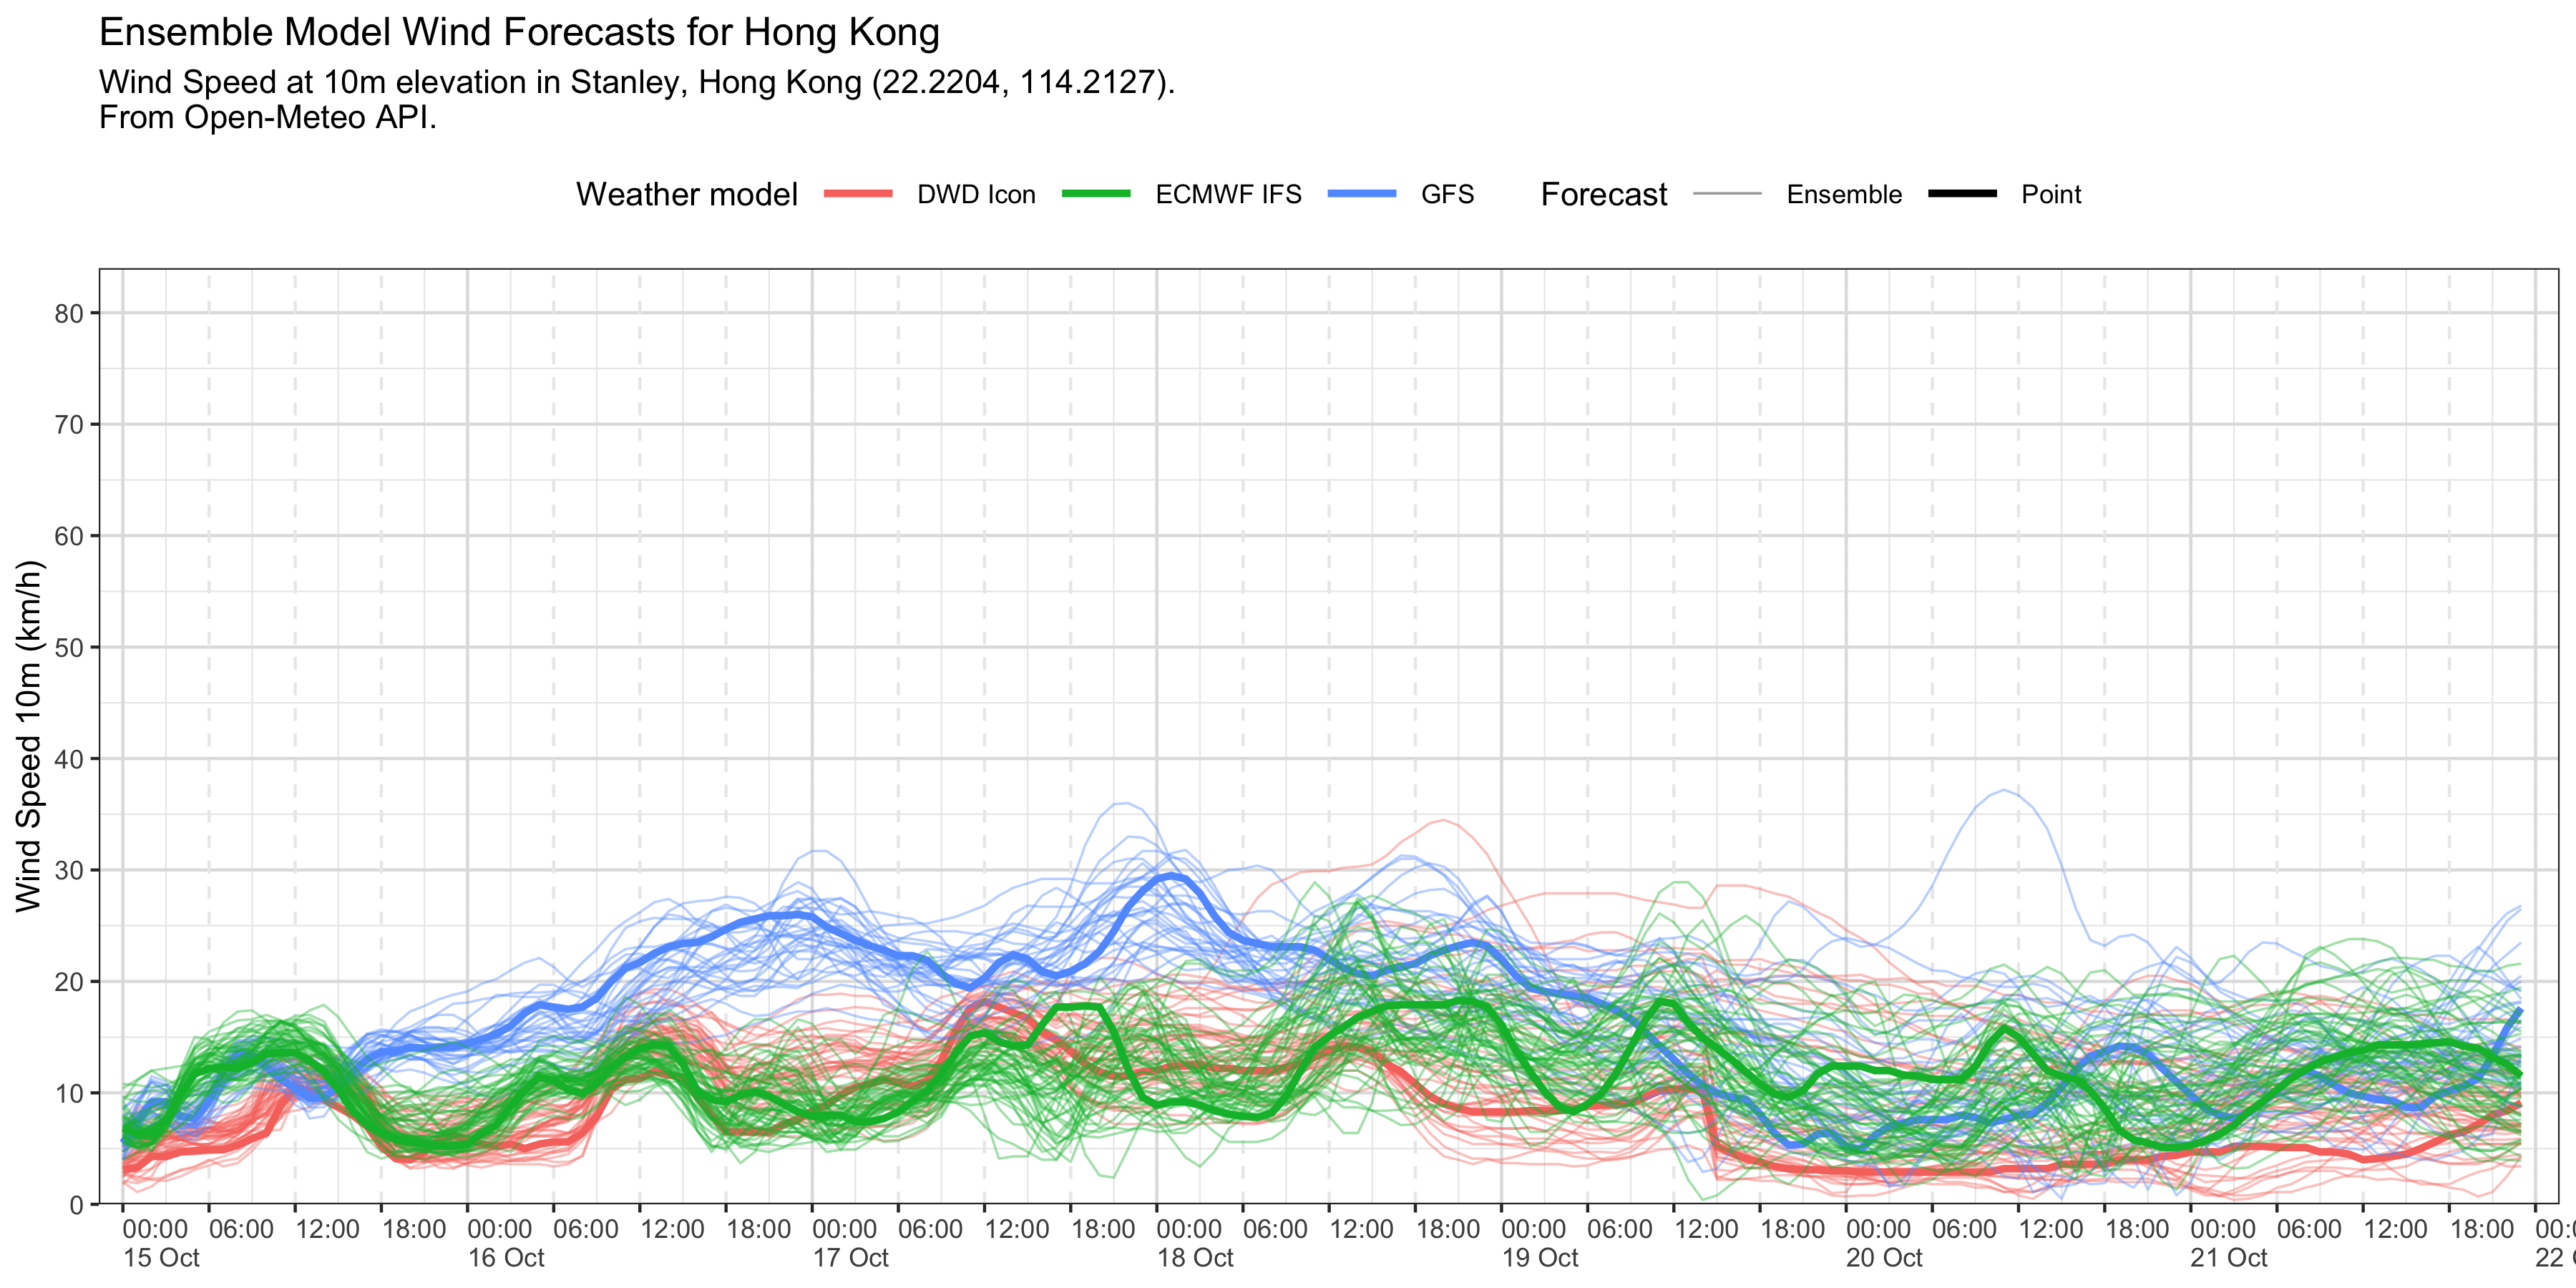 Ensemble Model Wind Forecasts for Hong Kong
Wind Speed at 10m elevation in Stanley, Hong Kong (22.2204, 114.2127).
From Open-Meteo API.
Weather model DWD Icon ECMWF IFS GFS Forecast Ensemble Point
Wind Speed 10m (km/h)
80
70
60
50
40
30
20
10
0
00:00 06:00 12:00 18:00 00:00 06:00 12:00 18:00 00:00 06:00 12:00 18:00 00:00 06:00 12:00 18:00 00:00 06:00 12:00 18:00 00:00 06:00 12:00 18:00 00:00 06:00 12:00 18:00 00:0
15 Oct 16 Oct 17 Oct 18 Oct 19 Oct 20 Oct 21 Oct 22